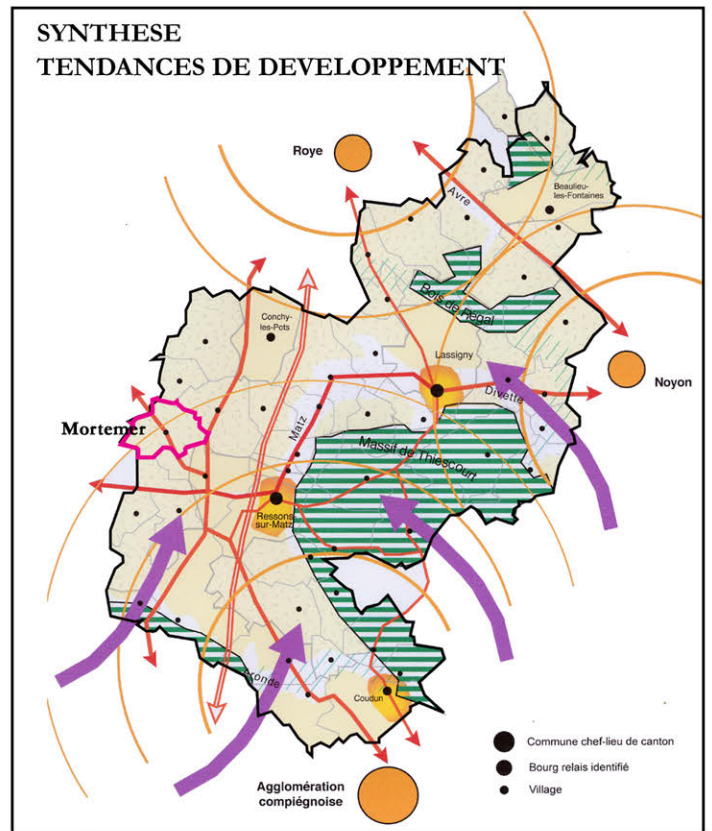 SYNTHESE
TENDANCES DE DEVELOPPEMENT
Roye
Avre
Beaulieu-
les-Fontaines
Bois de Régal
Conchy-
les-Pots
Lassigny
Noyon
Divette
Matz
Mortemer
Massif de Thiescourt
Ressons
sur-Matz
Aronde
Coudun
Agglomération
compiégnoise
Commune chef-lieu de canton
Bourg relais identifié
Village